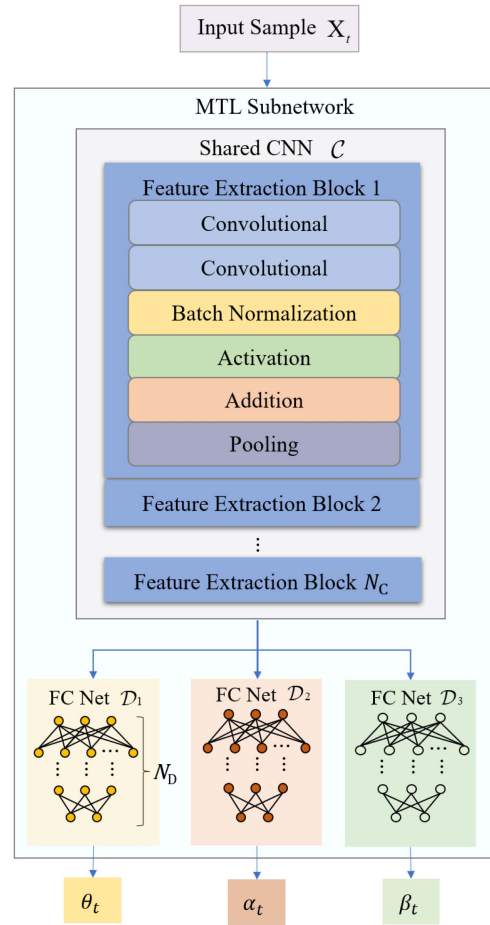 Input Sample X_t
MTL Subnetwork
Shared CNN 𝒞
Feature Extraction Block 1
Convolutional
Convolutional
Batch Normalization
Activation
Addition
Pooling
Feature Extraction Block 2
⋮
Feature Extraction Block N_C
FC Net 𝒟_1
FC Net 𝒟_2
FC Net 𝒟_3
N_D
θ_t
α_t
β_t